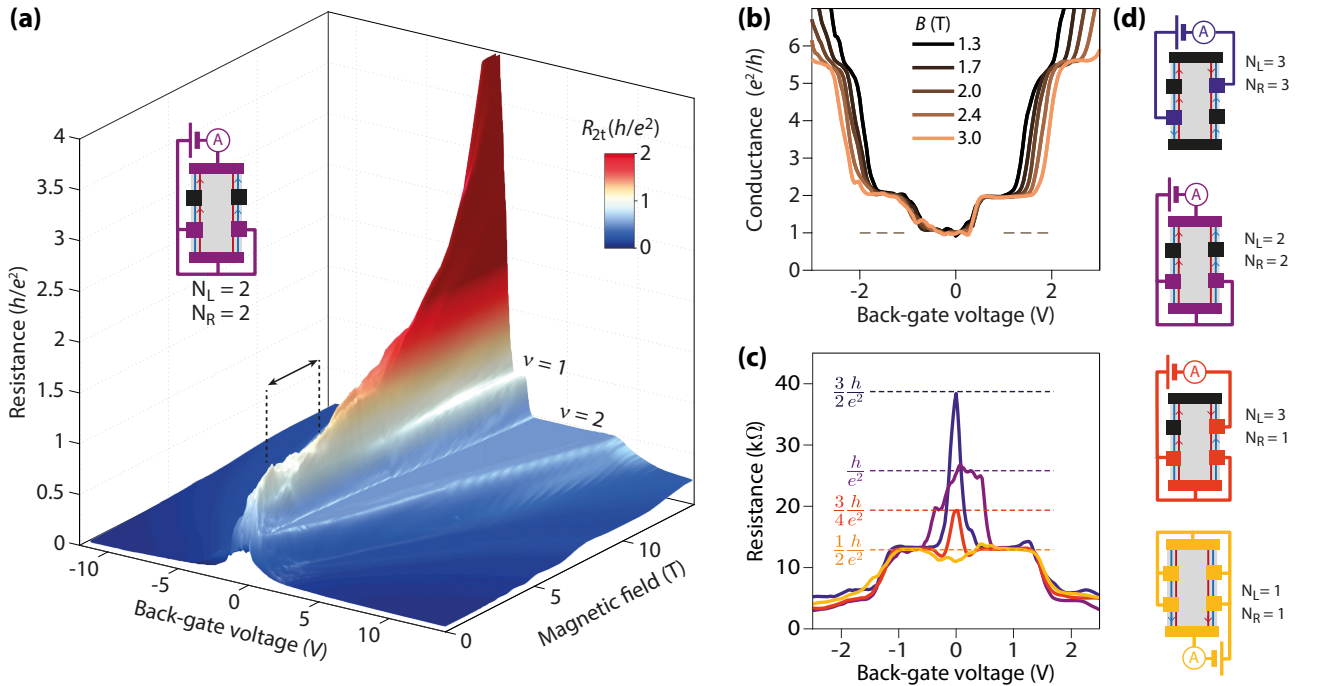 (a)
4
3.5
3
2.5
2
1.5
1
0.5
0
Resistance (h/e²)
A
N_L = 2
N_R = 2
R_2t (h/e²)
2
1
0
ν = 1
ν = 2
-10
-5
0
5
10
Back-gate voltage (V)
0
5
10
Magnetic field (T)
(b)
6
5
4
3
2
1
0
Conductance (e²/h)
B (T)
1.3
1.7
2.0
2.4
3.0
-2
0
2
Back-gate voltage (V)
(c)
40
30
20
10
0
Resistance (kΩ)
3/2 h/e²
h/e²
3/4 h/e²
1/2 h/e²
-2
-1
0
1
2
Back-gate voltage (V)
(d)
A
N_L = 3
N_R = 3
A
N_L = 2
N_R = 2
A
N_L = 3
N_R = 1
N_L = 1
N_R = 1
A